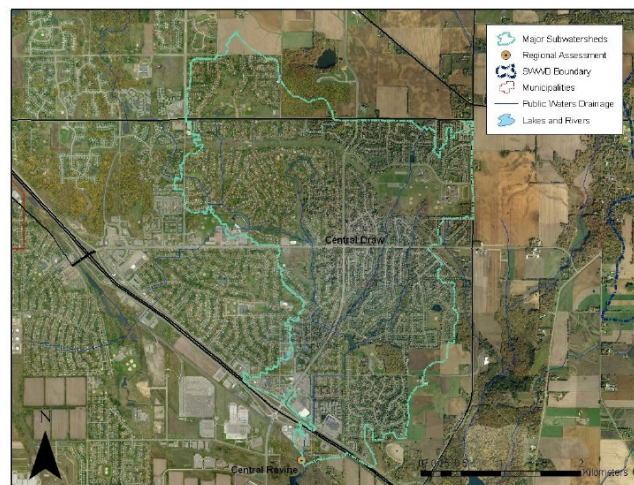 Major Subwatersheds
Regional Assessment
SWWD Boundary
Municipalities
Public Waters Drainage
Lakes and Rivers
Central Draw
N
Central Ravine
Kilometers